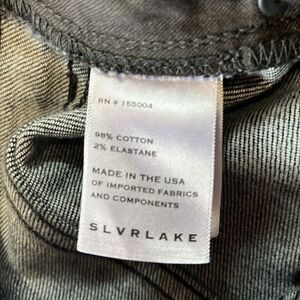 RN # 155004
98% COTTON
2% ELASTANE
MADE IN THE USA
OF IMPORTED FABRICS
AND COMPONENTS
SLVRLAKE